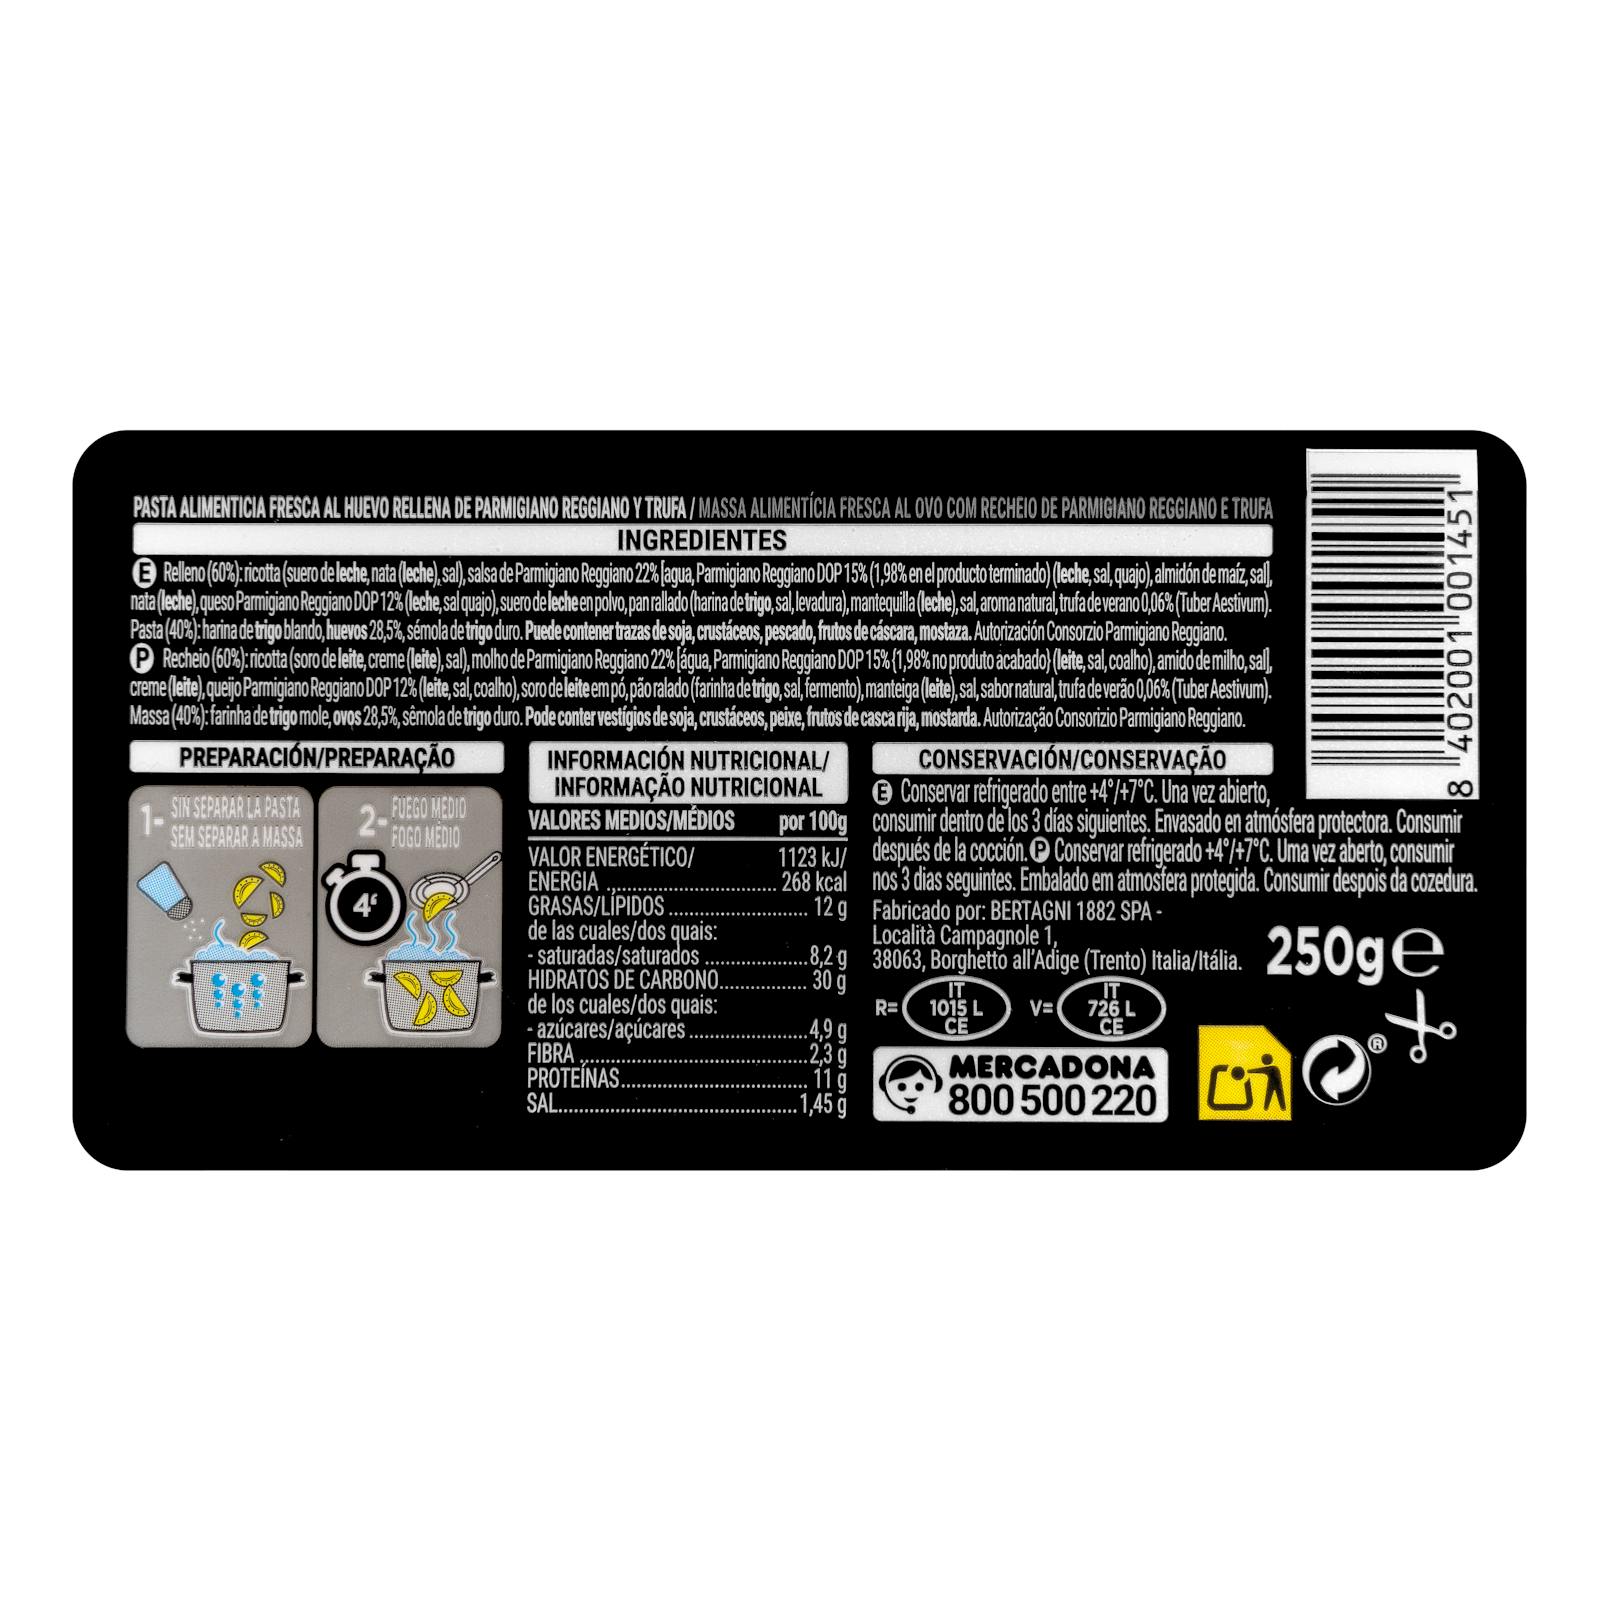 PASTA ALIMENTICIA FRESCA AL HUEVO RELLENA DE PARMIGIANO REGGIANO Y TRUFA / MASSA ALIMENTÍCIA FRESCA AL OVO COM RECHEIO DE PARMIGIANO REGGIANO E TRUFA
INGREDIENTES
E Relleno (60%): ricotta (suero de leche, nata (leche), sal), salsa de Parmigiano Reggiano 22% [agua, Parmigiano Reggiano DOP 15% (1,98% en el producto terminado) (leche, sal, quajo), almidón de maíz, sal],
nata (leche), queso Parmigiano Reggiano DOP 12% (leche, sal quajo), suero de leche en polvo, pan rallado (harina de trigo, sal, levadura), mantequilla (leche), sal, aroma natural, trufa de verano 0,06% (Tuber Aestivum).
Pasta (40%): harina de trigo blando, huevos 28,5%, sémola de trigo duro. Puede contener trazas de soja, crustáceos, pescado, frutos de cáscara, mostaza. Autorización Consorzio Parmigiano Reggiano.
P Recheio (60%): ricotta (soro de leite, creme (leite), sal), molho de Parmigiano Reggiano 22% [água, Parmigiano Reggiano DOP 15% {1,98% no produto acabado} (leite, sal, coalho), amido de milho, sal],
creme (leite), queijo Parmigiano Reggiano DOP 12% (leite, sal, coalho), soro de leite em pó, pão ralado (farinha de trigo, sal, fermento), manteiga (leite), sal, sabor natural, trufa de verão 0,06% (Tuber Aestivum).
Massa (40%): farinha de trigo mole, ovos 28,5%, sêmola de trigo duro. Pode conter vestígios de soja, crustáceos, peixe, frutos de casca rija, mostarda. Autorização Consorizio Parmigiano Reggiano.
PREPARACIÓN/PREPARAÇÃO
1- SIN SEPARAR LA PASTA
SEM SEPARAR A MASSA
2- FUEGO MEDIO
FOGO MÉDIO
4'
INFORMACIÓN NUTRICIONAL/
INFORMAÇÃO NUTRICIONAL
VALORES MEDIOS/MÉDIOS por 100g
VALOR ENERGÉTICO/ 1123 kJ/
ENERGIA ........................ 268 kcal
GRASAS/LÍPIDOS .................. 12 g
de las cuales/dos quais:
- saturadas/saturados ............. 8,2 g
HIDRATOS DE CARBONO............ 30 g
de los cuales/dos quais:
- azúcares/açúcares ............... 4,9 g
FIBRA ............................ 2,3 g
PROTEÍNAS........................ 11 g
SAL.............................. 1,45 g
CONSERVACIÓN/CONSERVAÇÃO
E Conservar refrigerado entre +4°/+7°C. Una vez abierto,
consumir dentro de los 3 días siguientes. Envasado en atmósfera protectora. Consumir
después de la cocción. P Conservar refrigerado +4°/+7°C. Uma vez aberto, consumir
nos 3 dias seguintes. Embalado em atmosfera protegida. Consumir despois da cozedura.
Fabricado por: BERTAGNI 1882 SPA -
Località Campagnole 1,
38063, Borghetto all'Adige (Trento) Italia/Itália.
250g e
R= IT 1015 L CE V= IT 726 L CE
MERCADONA
800 500 220
®
8 402001 001451